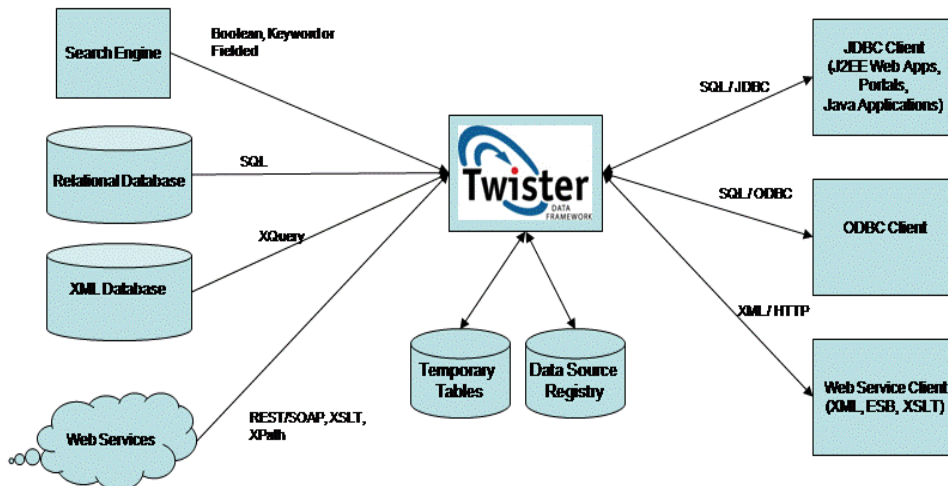 Search Engine
Boolean, Keyword or
Fielded
Relational Database
SQL
XML Database
XQuery
Web Services
REST/SOAP, XSLT,
XPath
Twister
DATA
FRAMEWORK
Temporary
Tables
Data Source
Registry
SQL / JDBC
JDBC Client
(J2EE Web Apps,
Portals,
Java Applications)
SQL / ODBC
ODBC Client
XML / HTTP
Web Service Client
(XML, ESB, XSLT)